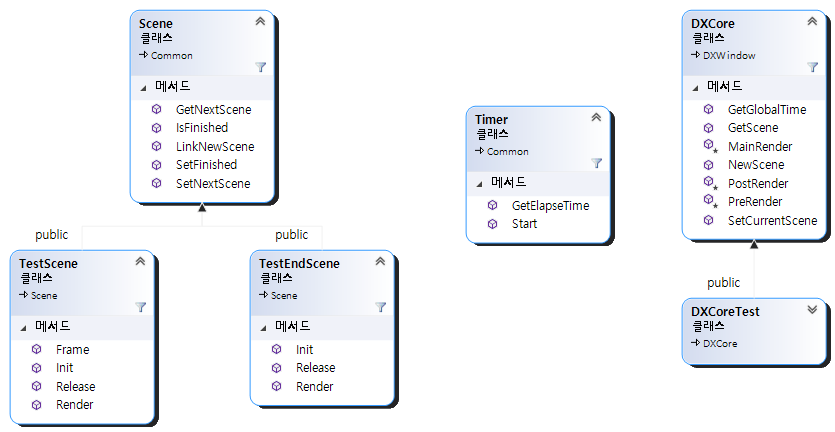 Scene
클래스
Common
메서드
GetNextScene
IsFinished
LinkNewScene
SetFinished
SetNextScene
Timer
클래스
Common
메서드
GetElapseTime
Start
DXCore
클래스
DXWindow
메서드
GetGlobalTime
GetScene
MainRender
NewScene
PostRender
PreRender
SetCurrentScene
public
public
TestScene
클래스
Scene
메서드
Frame
Init
Release
Render
TestEndScene
클래스
Scene
메서드
Init
Release
Render
public
DXCoreTest
클래스
DXCore